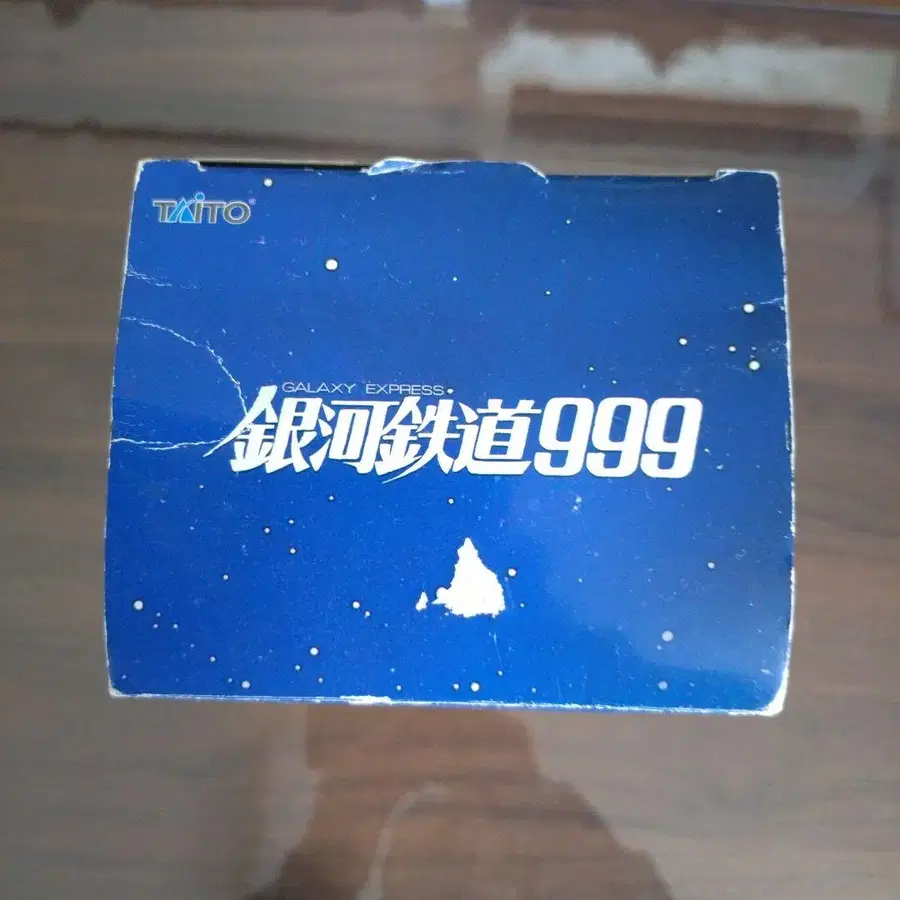 TAITO
GALAXY EXPRESS
銀河鉄道999